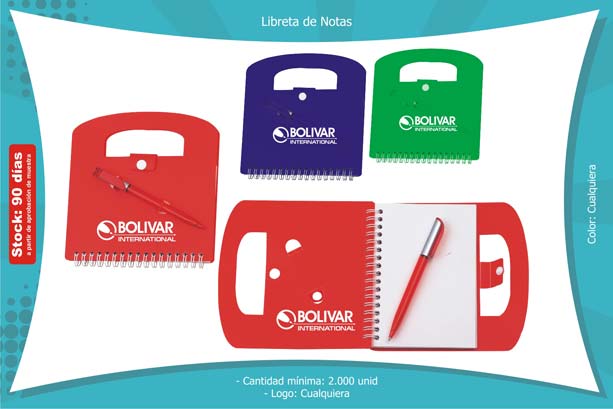 Libreta de Notas
BOLIVAR
INTERNATIONAL
BOLIVAR
INTERNATIONAL
BOLIVAR
INTERNATIONAL
BOLIVAR
INTERNATIONAL
Stock: 90 días
a partir de aprobación de muestra
Color: Cualquiera
- Cantidad mínima: 2.000 unid
- Logo: Cualquiera